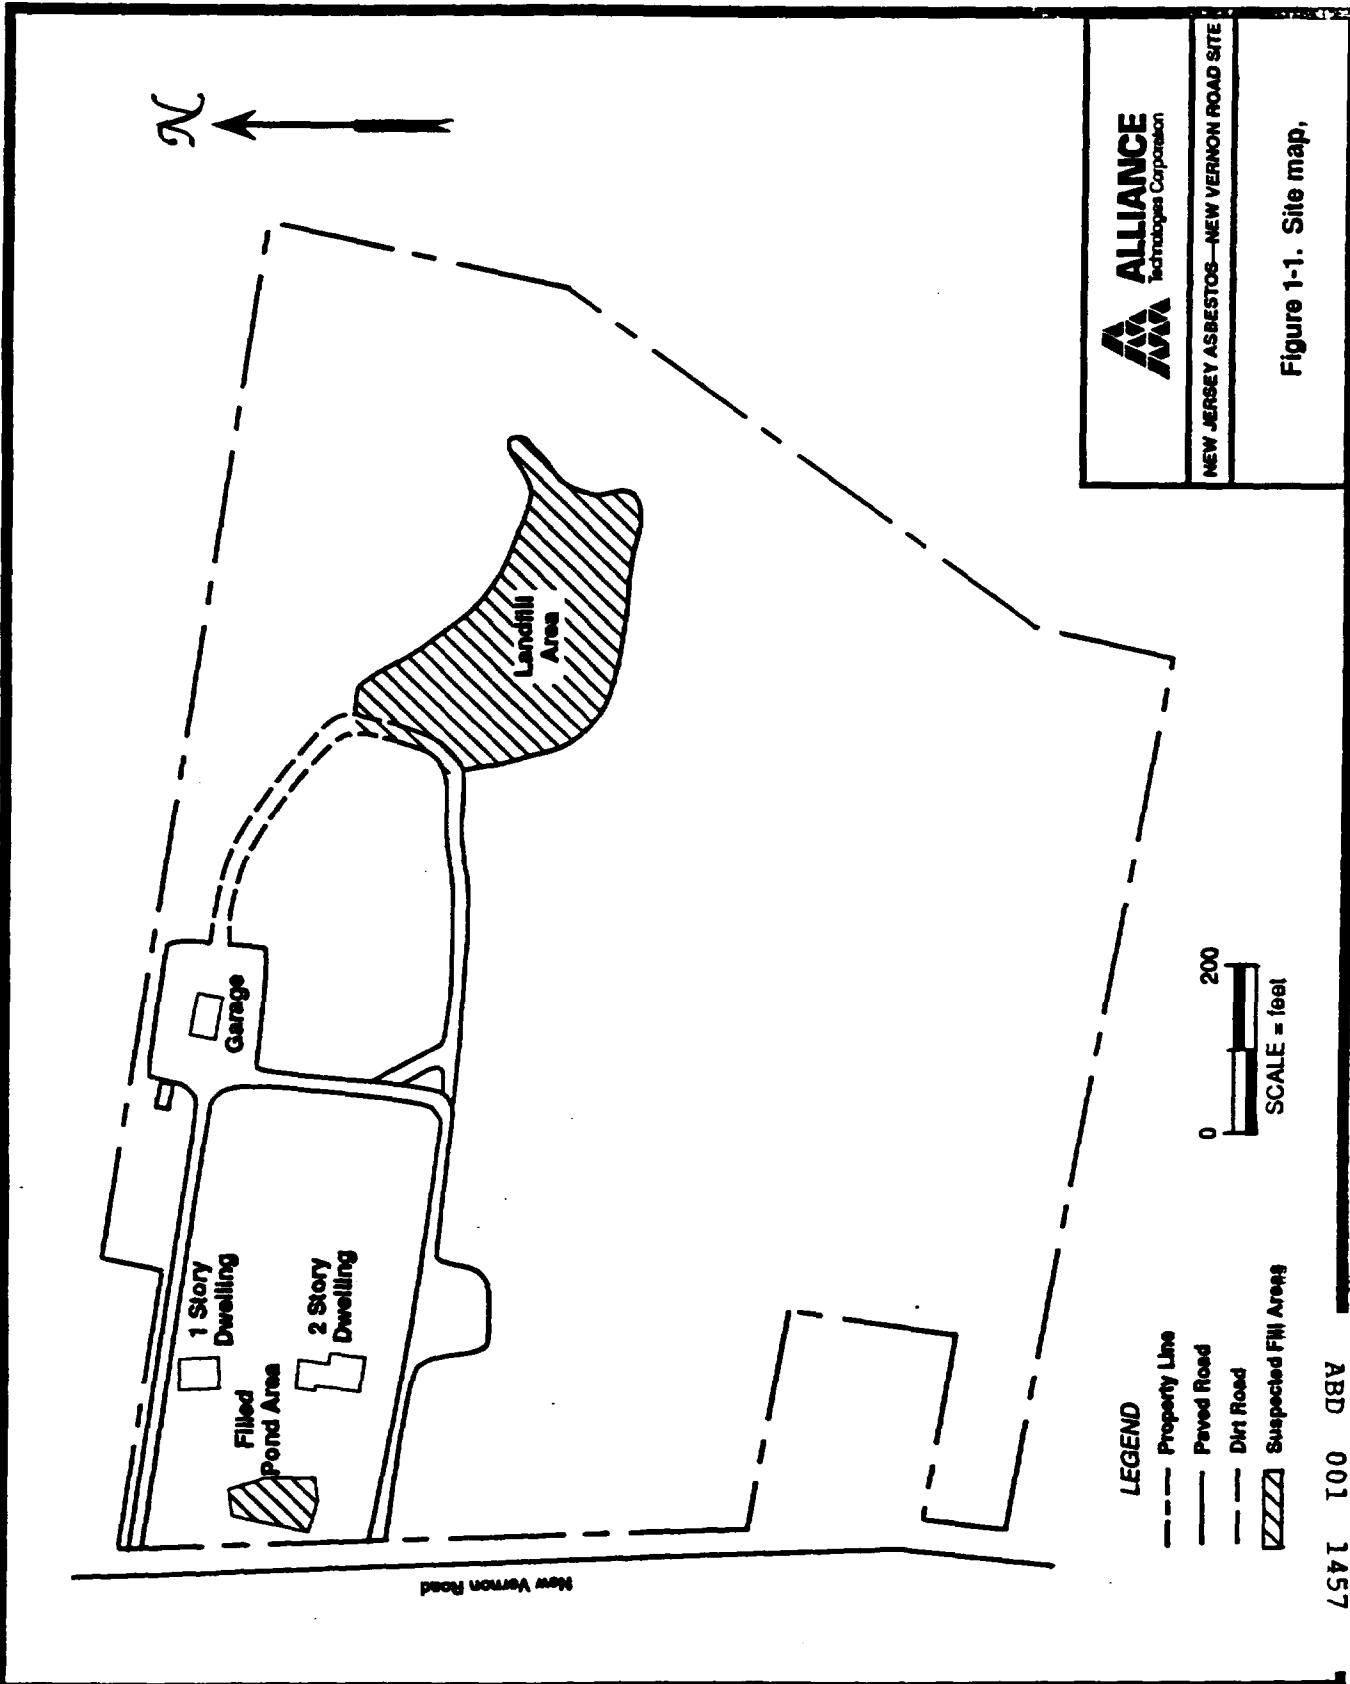 N
1 Story
Dwelling
2 Story
Dwelling
Filled
Pond Area
Garage
Landfill
Area
New Vernon Road
LEGEND
Property Line
Paved Road
Dirt Road
Suspected Fill Areas
0 200
SCALE = feet
ALLIANCE
Technologies Corporation
NEW JERSEY ASBESTOS—NEW VERNON ROAD SITE
Figure 1-1. Site map,
ABD 001 1457